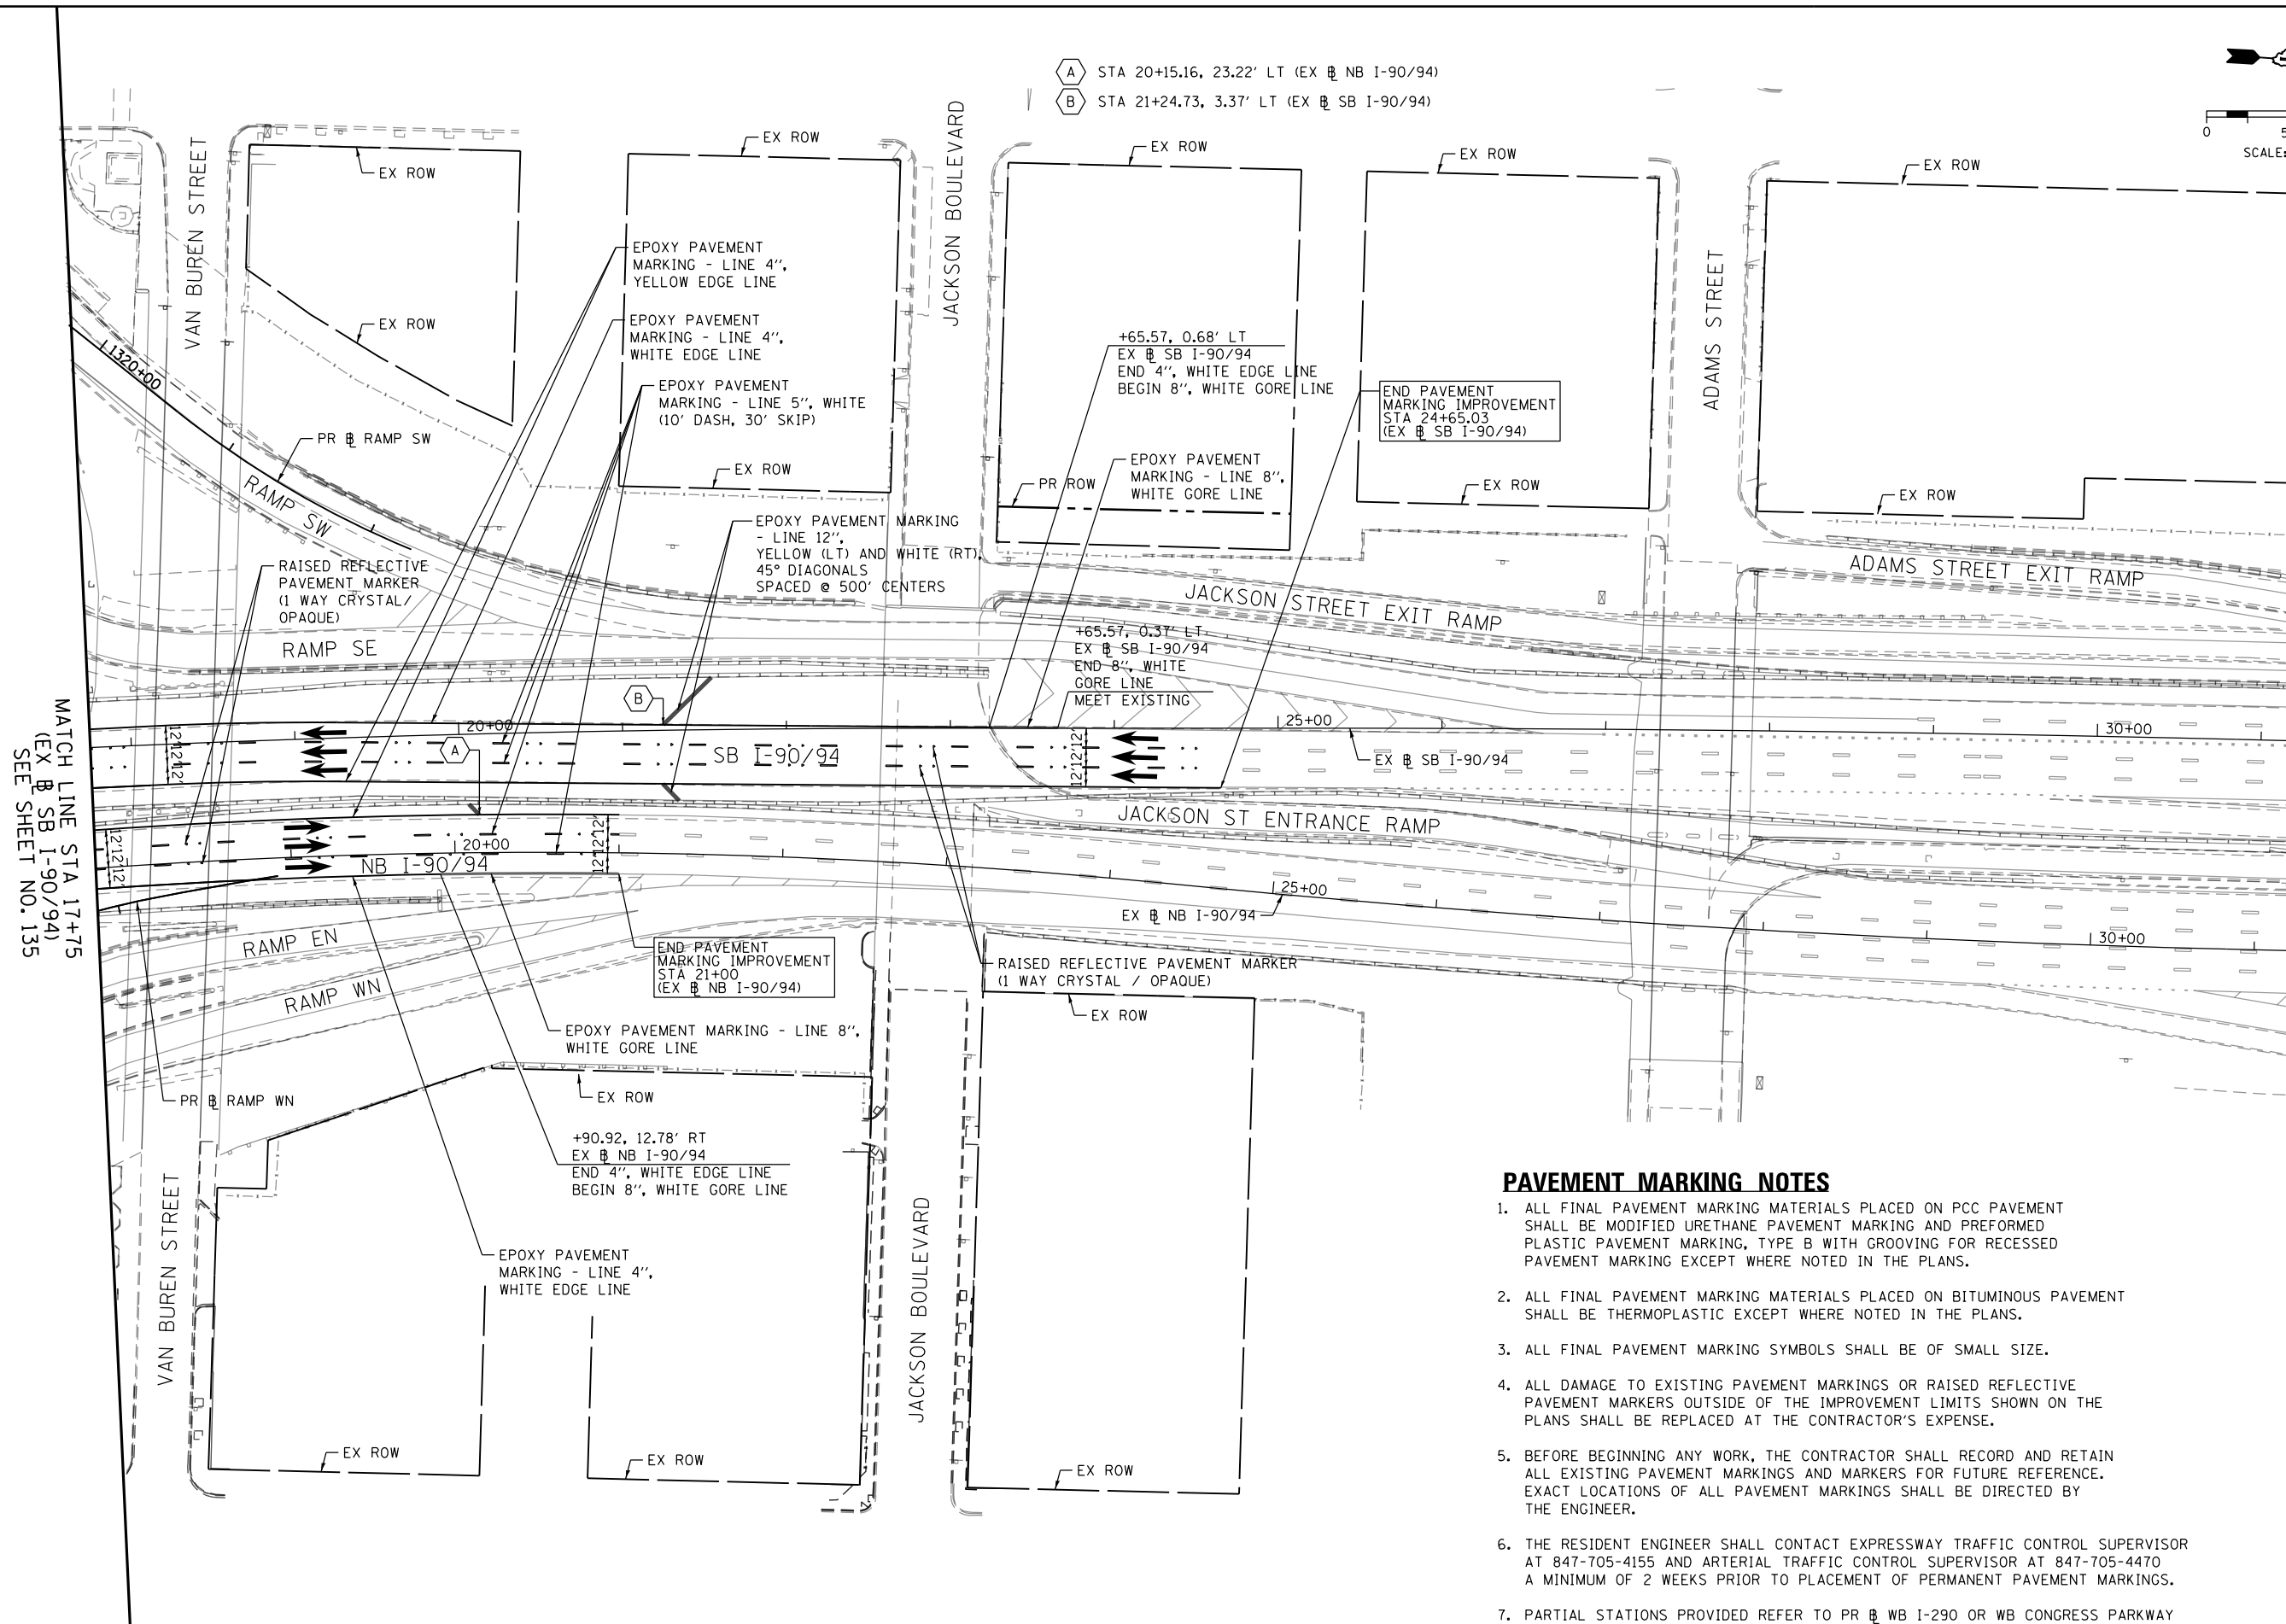 A STA 20+15.16, 23.22' LT (EX ℄ NB I-90/94)
B STA 21+24.73, 3.37' LT (EX ℄ SB I-90/94)
0
SCALE:
VAN BUREN STREET
JACKSON BOULEVARD
ADAMS STREET
EX ROW
EX ROW
EX ROW
EX ROW
EX ROW
EX ROW
EX ROW
EX ROW
EX ROW
EX ROW
PR ROW
EPOXY PAVEMENT
MARKING - LINE 4",
YELLOW EDGE LINE
EPOXY PAVEMENT
MARKING - LINE 4",
WHITE EDGE LINE
EPOXY PAVEMENT
MARKING - LINE 5", WHITE
(10' DASH, 30' SKIP)
+65.57, 0.68' LT
EX ℄ SB I-90/94
END 4", WHITE EDGE LINE
BEGIN 8", WHITE GORE LINE
END PAVEMENT
MARKING IMPROVEMENT
STA 24+65.03
(EX ℄ SB I-90/94)
1320+00
PR ℄ RAMP SW
RAMP SW
EPOXY PAVEMENT
MARKING - LINE 8",
WHITE GORE LINE
EPOXY PAVEMENT MARKING
- LINE 12",
YELLOW (LT) AND WHITE (RT),
45° DIAGONALS
SPACED @ 500' CENTERS
RAISED REFLECTIVE
PAVEMENT MARKER
(1 WAY CRYSTAL/
OPAQUE)
RAMP SE
JACKSON STREET EXIT RAMP
ADAMS STREET EXIT RAMP
+65.57, 0.37' LT
EX ℄ SB I-90/94
END 8", WHITE
GORE LINE
MEET EXISTING
B
A
20+00
25+00
30+00
12' 12' 12'
12' 12' 12'
SB I-90/94
EX ℄ SB I-90/94
MATCH LINE STA 17+75
(EX ℄ SB I-90/94)
SEE SHEET NO. 135
JACKSON ST ENTRANCE RAMP
12' 12' 12'
12' 12' 12'
20+00
NB I-90/94
25+00
EX ℄ NB I-90/94
30+00
RAMP EN
RAMP WN
END PAVEMENT
MARKING IMPROVEMENT
STA 21+00
(EX ℄ NB I-90/94)
RAISED REFLECTIVE PAVEMENT MARKER
(1 WAY CRYSTAL / OPAQUE)
EX ROW
EPOXY PAVEMENT MARKING - LINE 8",
WHITE GORE LINE
PR ℄ RAMP WN
EX ROW
+90.92, 12.78' RT
EX ℄ NB I-90/94
END 4", WHITE EDGE LINE
BEGIN 8", WHITE GORE LINE
EPOXY PAVEMENT
MARKING - LINE 4",
WHITE EDGE LINE
VAN BUREN STREET
JACKSON BOULEVARD
EX ROW
EX ROW
EX ROW
PAVEMENT MARKING NOTES
1. ALL FINAL PAVEMENT MARKING MATERIALS PLACED ON PCC PAVEMENT
SHALL BE MODIFIED URETHANE PAVEMENT MARKING AND PREFORMED
PLASTIC PAVEMENT MARKING, TYPE B WITH GROOVING FOR RECESSED
PAVEMENT MARKING EXCEPT WHERE NOTED IN THE PLANS.
2. ALL FINAL PAVEMENT MARKING MATERIALS PLACED ON BITUMINOUS PAVEMENT
SHALL BE THERMOPLASTIC EXCEPT WHERE NOTED IN THE PLANS.
3. ALL FINAL PAVEMENT MARKING SYMBOLS SHALL BE OF SMALL SIZE.
4. ALL DAMAGE TO EXISTING PAVEMENT MARKINGS OR RAISED REFLECTIVE
PAVEMENT MARKERS OUTSIDE OF THE IMPROVEMENT LIMITS SHOWN ON THE
PLANS SHALL BE REPLACED AT THE CONTRACTOR'S EXPENSE.
5. BEFORE BEGINNING ANY WORK, THE CONTRACTOR SHALL RECORD AND RETAIN
ALL EXISTING PAVEMENT MARKINGS AND MARKERS FOR FUTURE REFERENCE.
EXACT LOCATIONS OF ALL PAVEMENT MARKINGS SHALL BE DIRECTED BY
THE ENGINEER.
6. THE RESIDENT ENGINEER SHALL CONTACT EXPRESSWAY TRAFFIC CONTROL SUPERVISOR
AT 847-705-4155 AND ARTERIAL TRAFFIC CONTROL SUPERVISOR AT 847-705-4470
A MINIMUM OF 2 WEEKS PRIOR TO PLACEMENT OF PERMANENT PAVEMENT MARKINGS.
7. PARTIAL STATIONS PROVIDED REFER TO PR ℄ WB I-290 OR WB CONGRESS PARKWAY